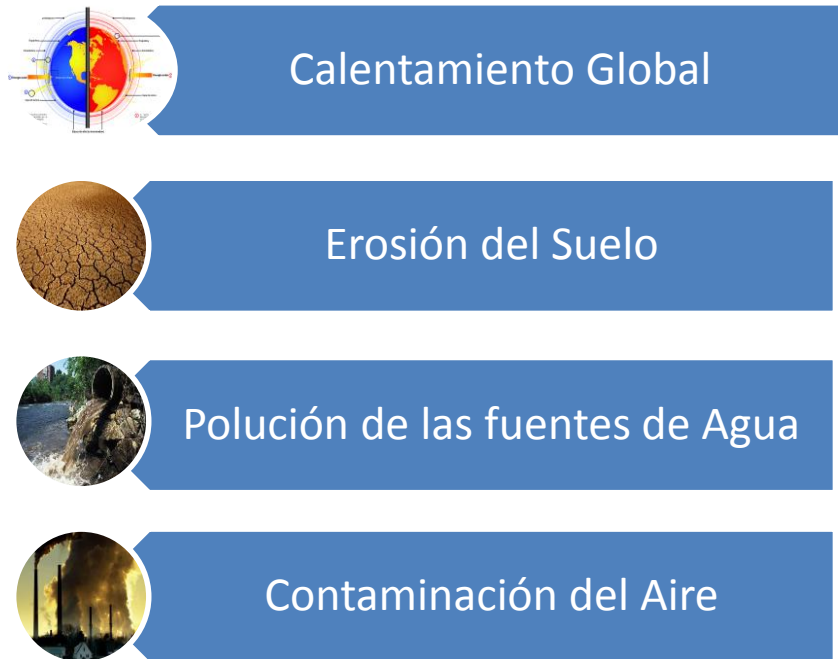 Calentamiento Global
Erosión del Suelo
Polución de las fuentes de Agua
Contaminación del Aire